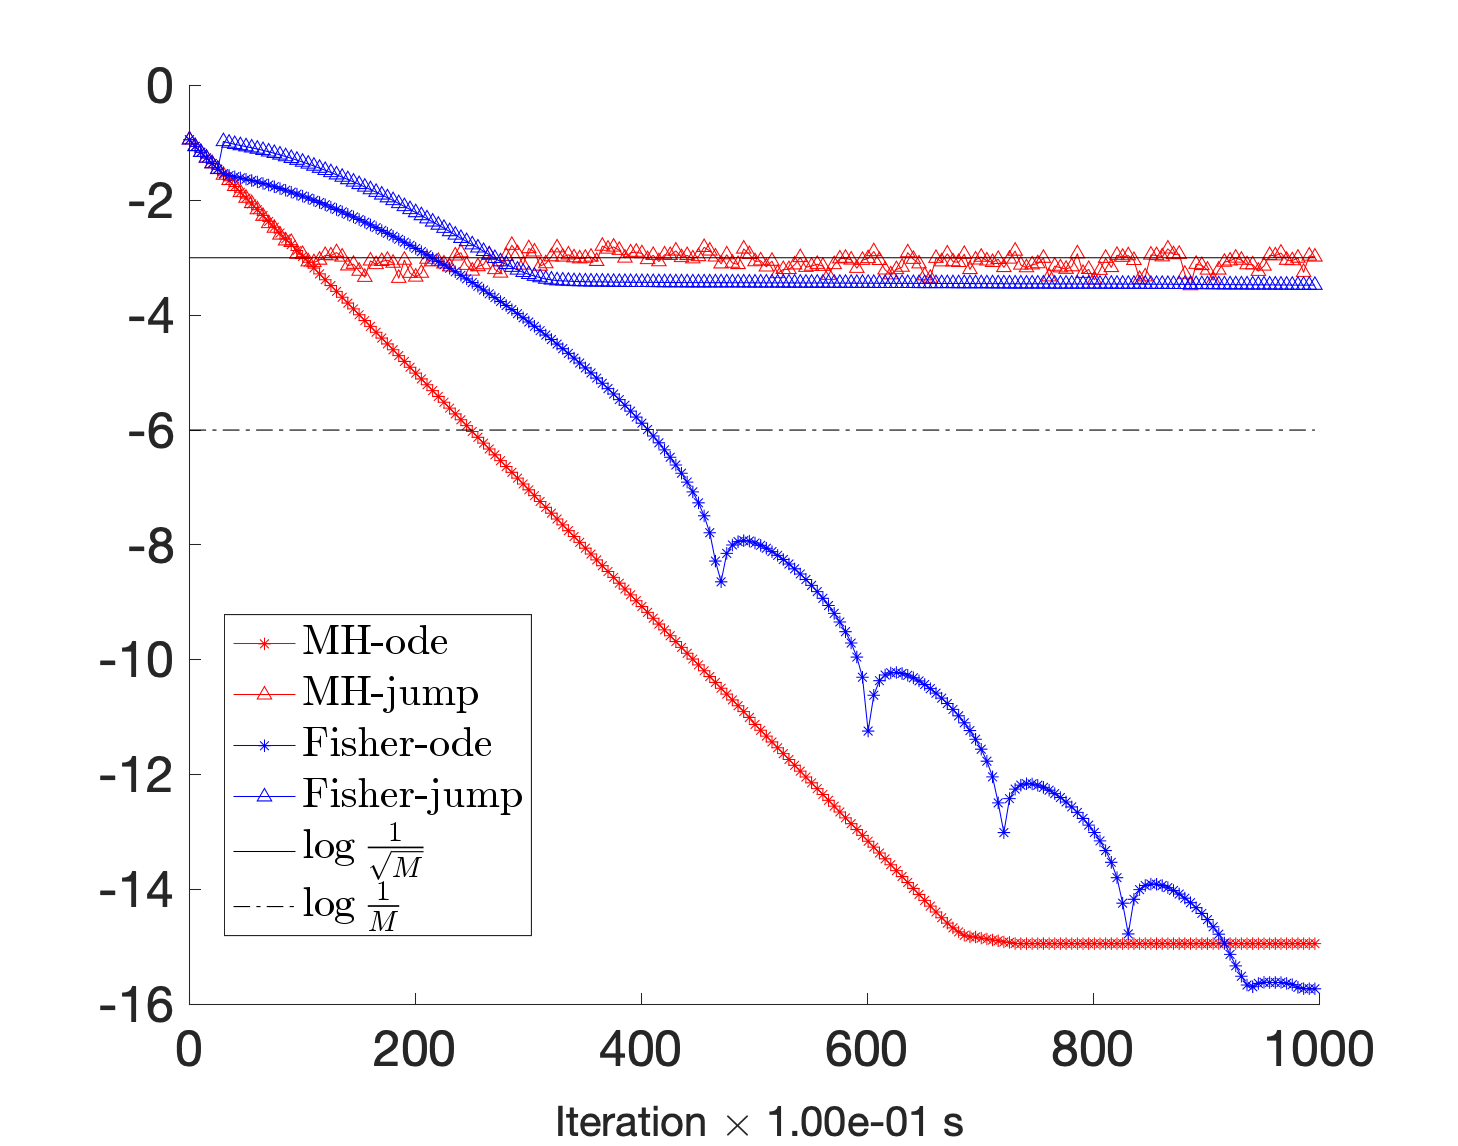 0
-2
-4
-6
-8
-10
-12
-14
-16
MH-ode
MH-jump
Fisher-ode
Fisher-jump
log 1/√M
log 1/M
0 200 400 600 800 1000
Iteration × 1.00e-01 s